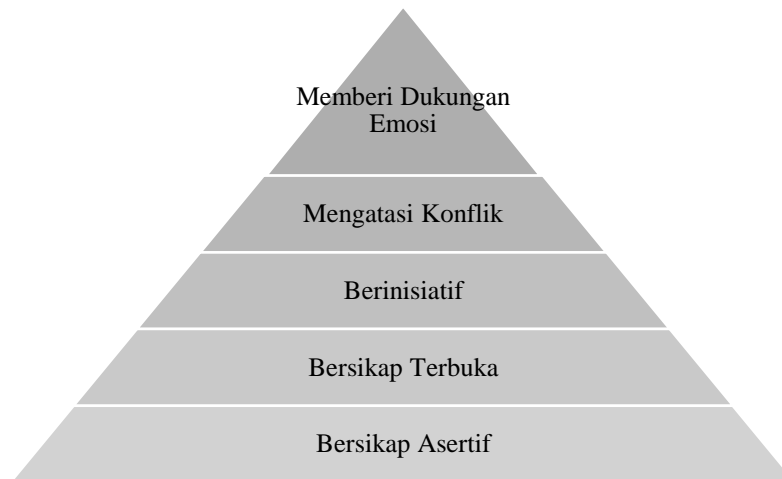 Memberi Dukungan
Emosi
Mengatasi Konflik
Berinisiatif
Bersikap Terbuka
Bersikap Asertif